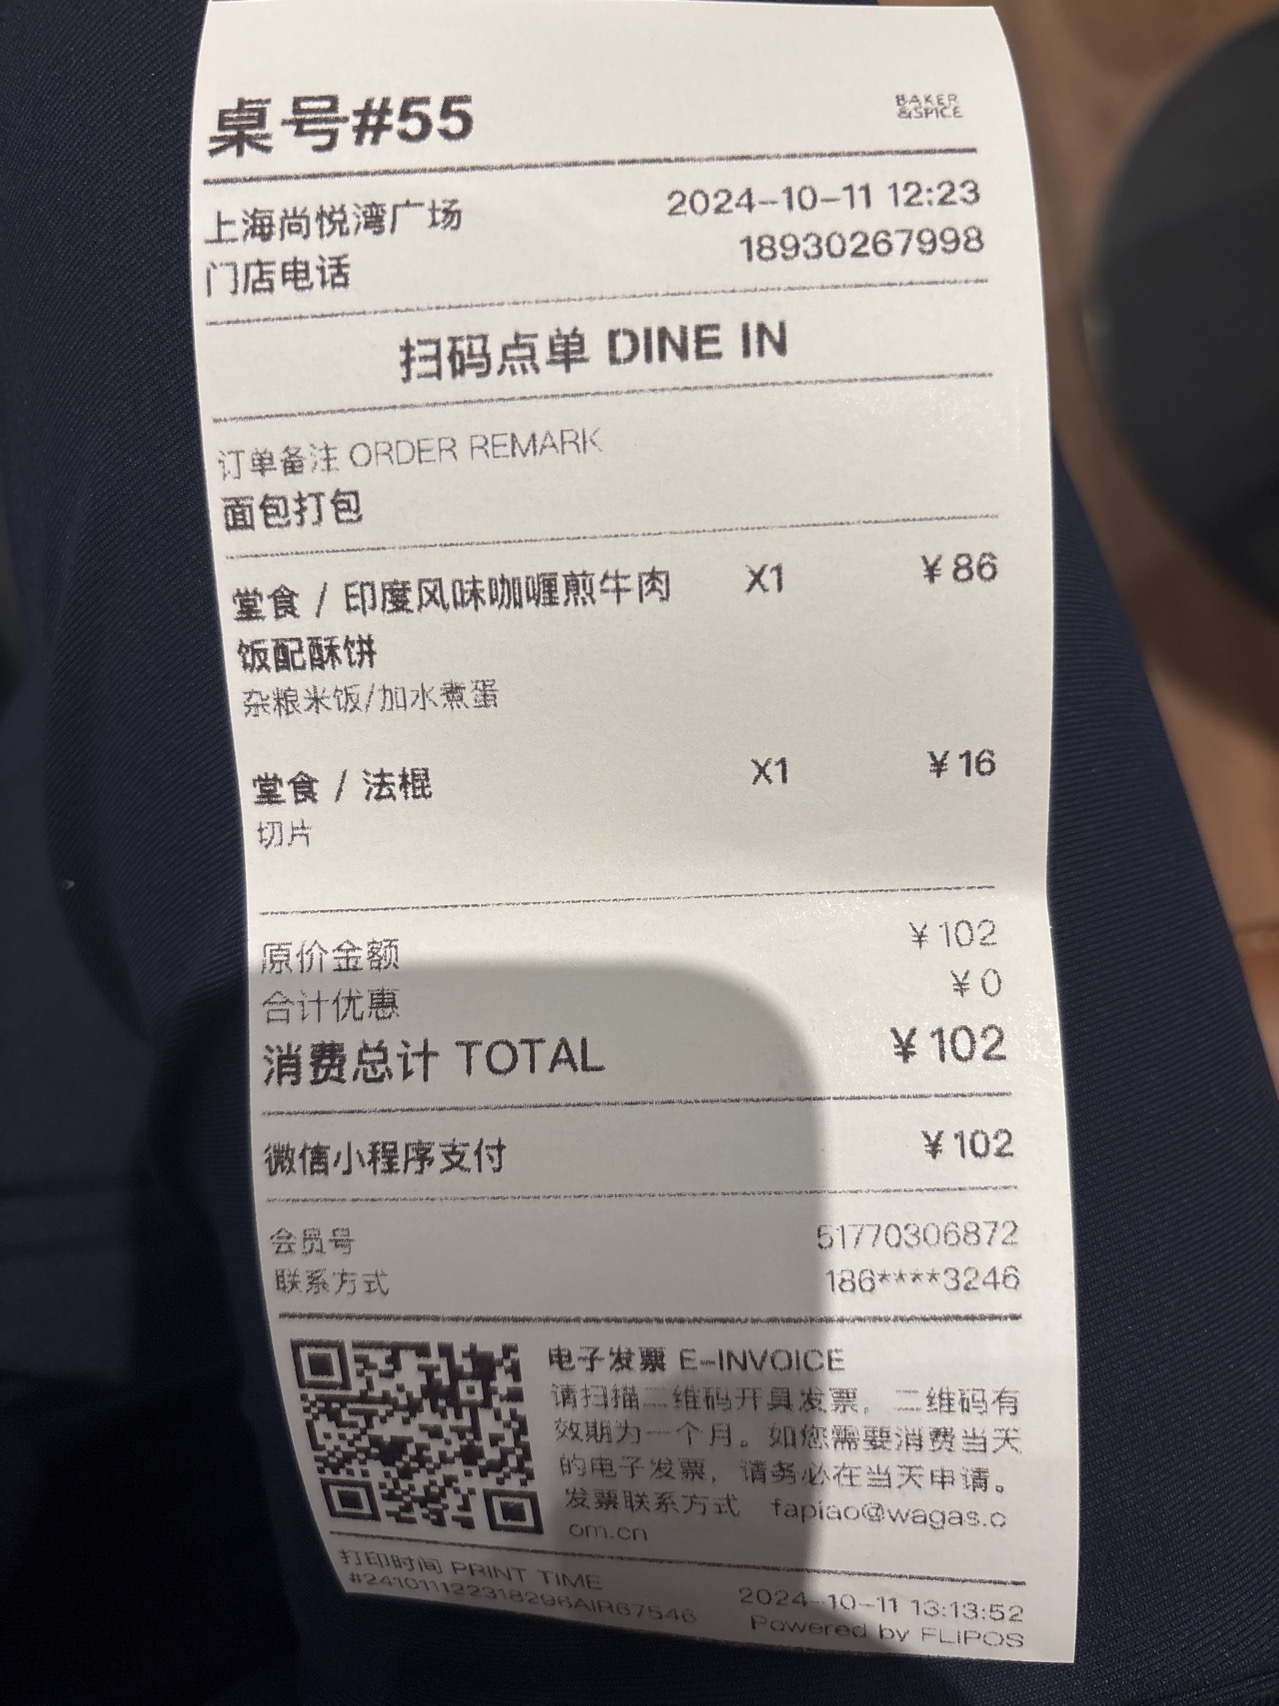 桌号#55
BAKER
&SPICE
上海尚悦湾广场 2024-10-11 12:23
门店电话 18930267998
扫码点单 DINE IN
订单备注 ORDER REMARK
面包打包
堂食 / 印度风味咖喱煎牛肉 X1 ¥86
饭配酥饼
杂粮米饭/加水煮蛋
堂食 / 法棍 X1 ¥16
切片
原价金额 ¥102
合计优惠 ¥0
消费总计 TOTAL ¥102
微信小程序支付 ¥102
会员号 51770306872
联系方式 186****3246
电子发票 E-INVOICE
请扫描二维码开具发票，二维码有
效期为一个月。如您需要消费当天
的电子发票，请务必在当天申请。
发票联系方式 fapiao@wagas.c
om.cn
打印时间 PRINT TIME 2024-10-11 13:13:52
#241011122318296AIR67546 Powered by FLIPOS